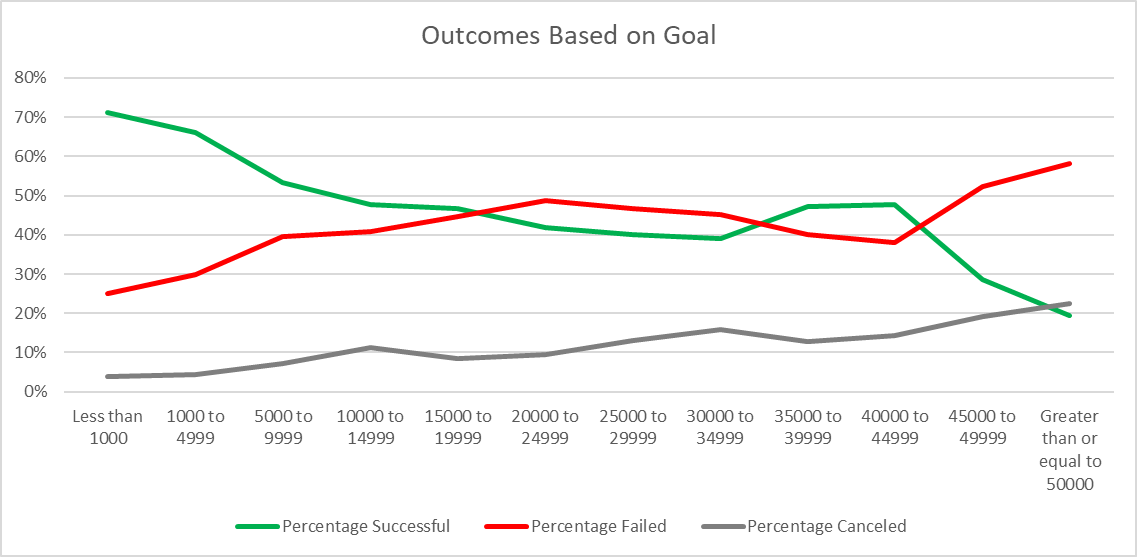 Outcomes Based on Goal
80%
70%
60%
50%
40%
30%
20%
10%
0%
Less than
1000
1000 to
4999
5000 to
9999
10000 to
14999
15000 to
19999
20000 to
24999
25000 to
29999
30000 to
34999
35000 to
39999
40000 to
44999
45000 to
49999
Greater
than or
equal to
50000
Percentage Successful
Percentage Failed
Percentage Canceled